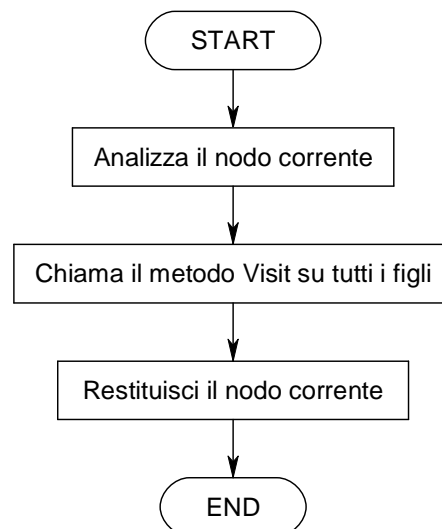 START
Analizza il nodo corrente
Chiama il metodo Visit su tutti i figli
Restituisci il nodo corrente
END